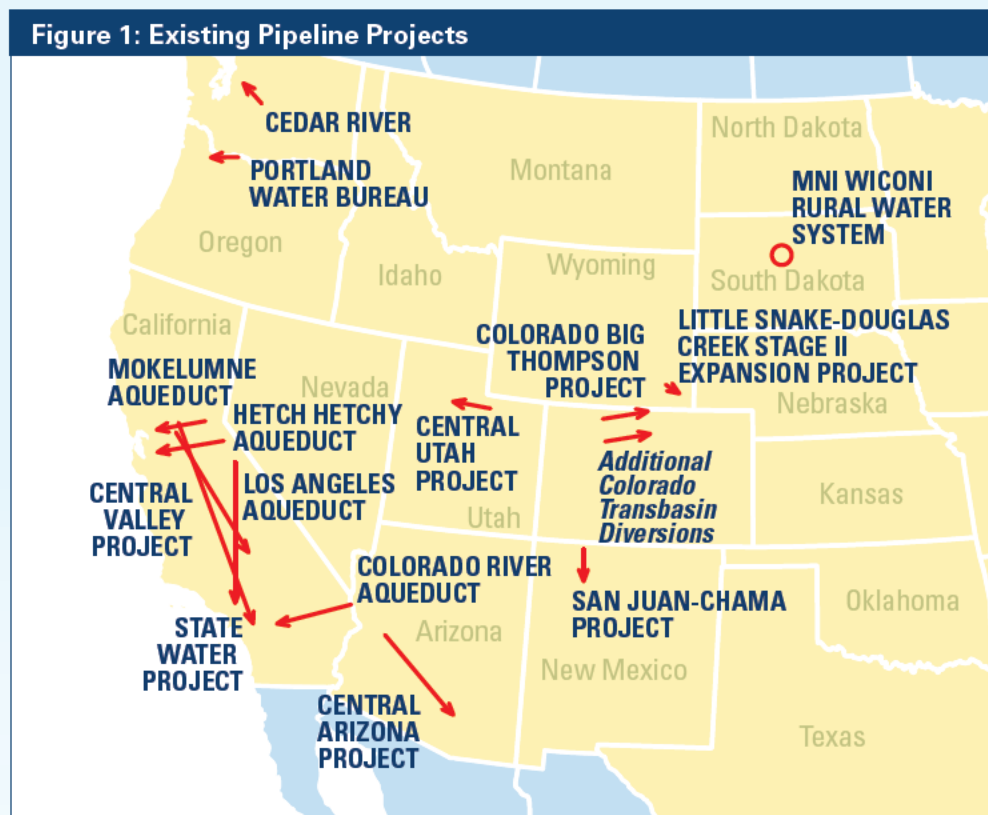 Figure 1: Existing Pipeline Projects
CEDAR RIVER
North Dakota
Montana
PORTLAND
WATER BUREAU
MNI WICONI
RURAL WATER
SYSTEM
Oregon
Idaho
Wyoming
South Dakota
California
COLORADO BIG
THOMPSON
PROJECT
LITTLE SNAKE-DOUGLAS
CREEK STAGE II
EXPANSION PROJECT
MOKELUMNE
AQUEDUCT
Nevada
Nebraska
HETCH HETCHY
AQUEDUCT
CENTRAL
UTAH
PROJECT
Additional
Colorado
Transbasin
Diversions
LOS ANGELES
AQUEDUCT
CENTRAL
VALLEY
PROJECT
Utah
Kansas
COLORADO RIVER
AQUEDUCT
SAN JUAN-CHAMA
PROJECT
Oklahoma
STATE
WATER
PROJECT
Arizona
New Mexico
CENTRAL
ARIZONA
PROJECT
Texas